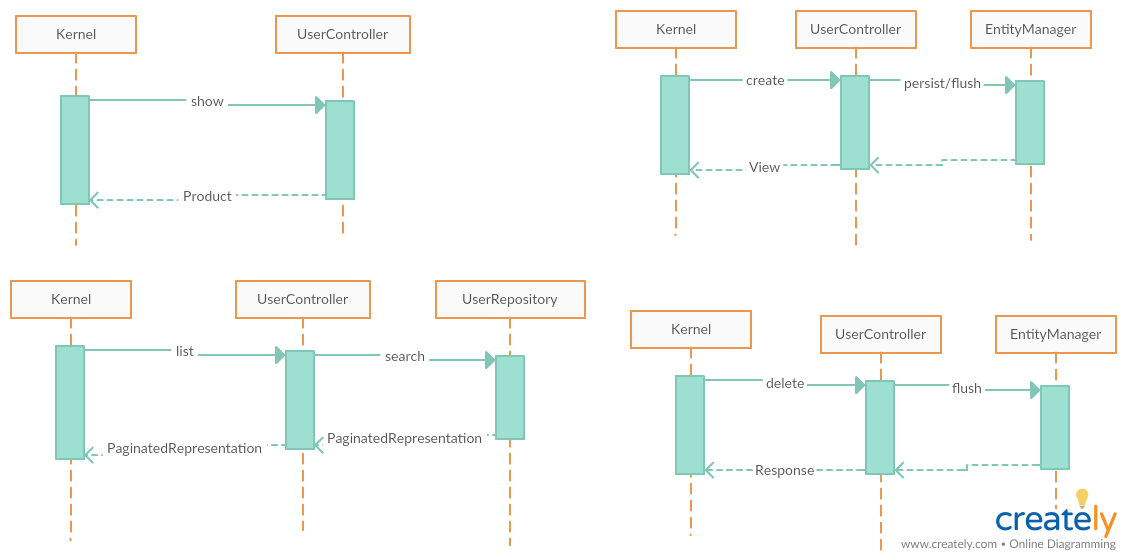 Kernel
UserController
show
Product
Kernel
UserController
EntityManager
create
persist/flush
View
Kernel
UserController
UserRepository
list
search
PaginatedRepresentation
PaginatedRepresentation
Kernel
UserController
EntityManager
delete
flush
Response
creately
www.creately.com • Online Diagramming